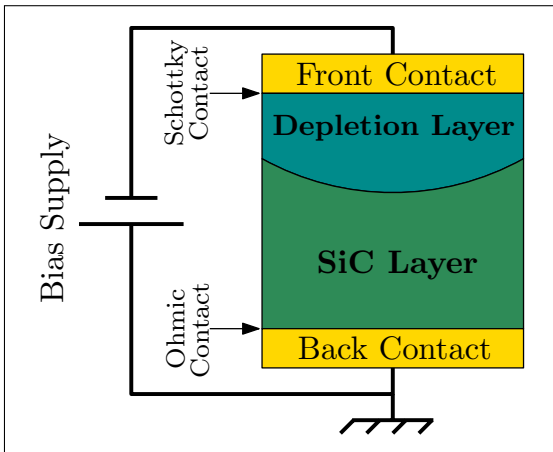 Schottky
Contact
Front Contact
Depletion Layer
Bias Supply
SiC Layer
Ohmic
Contact
Back Contact